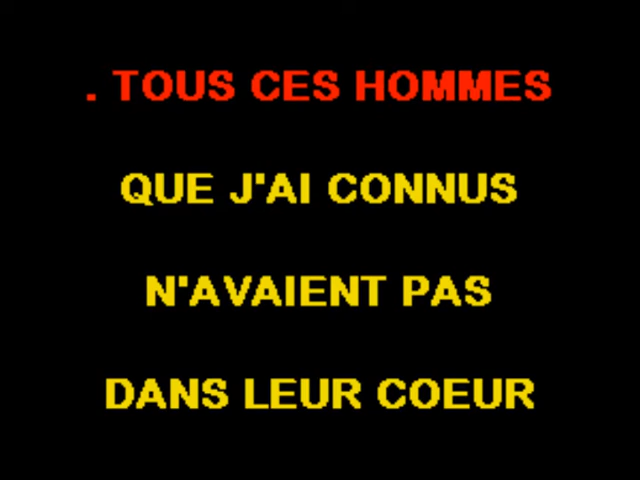 . TOUS CES HOMMES
QUE J'AI CONNUS
N'AVAIENT PAS
DANS LEUR COEUR